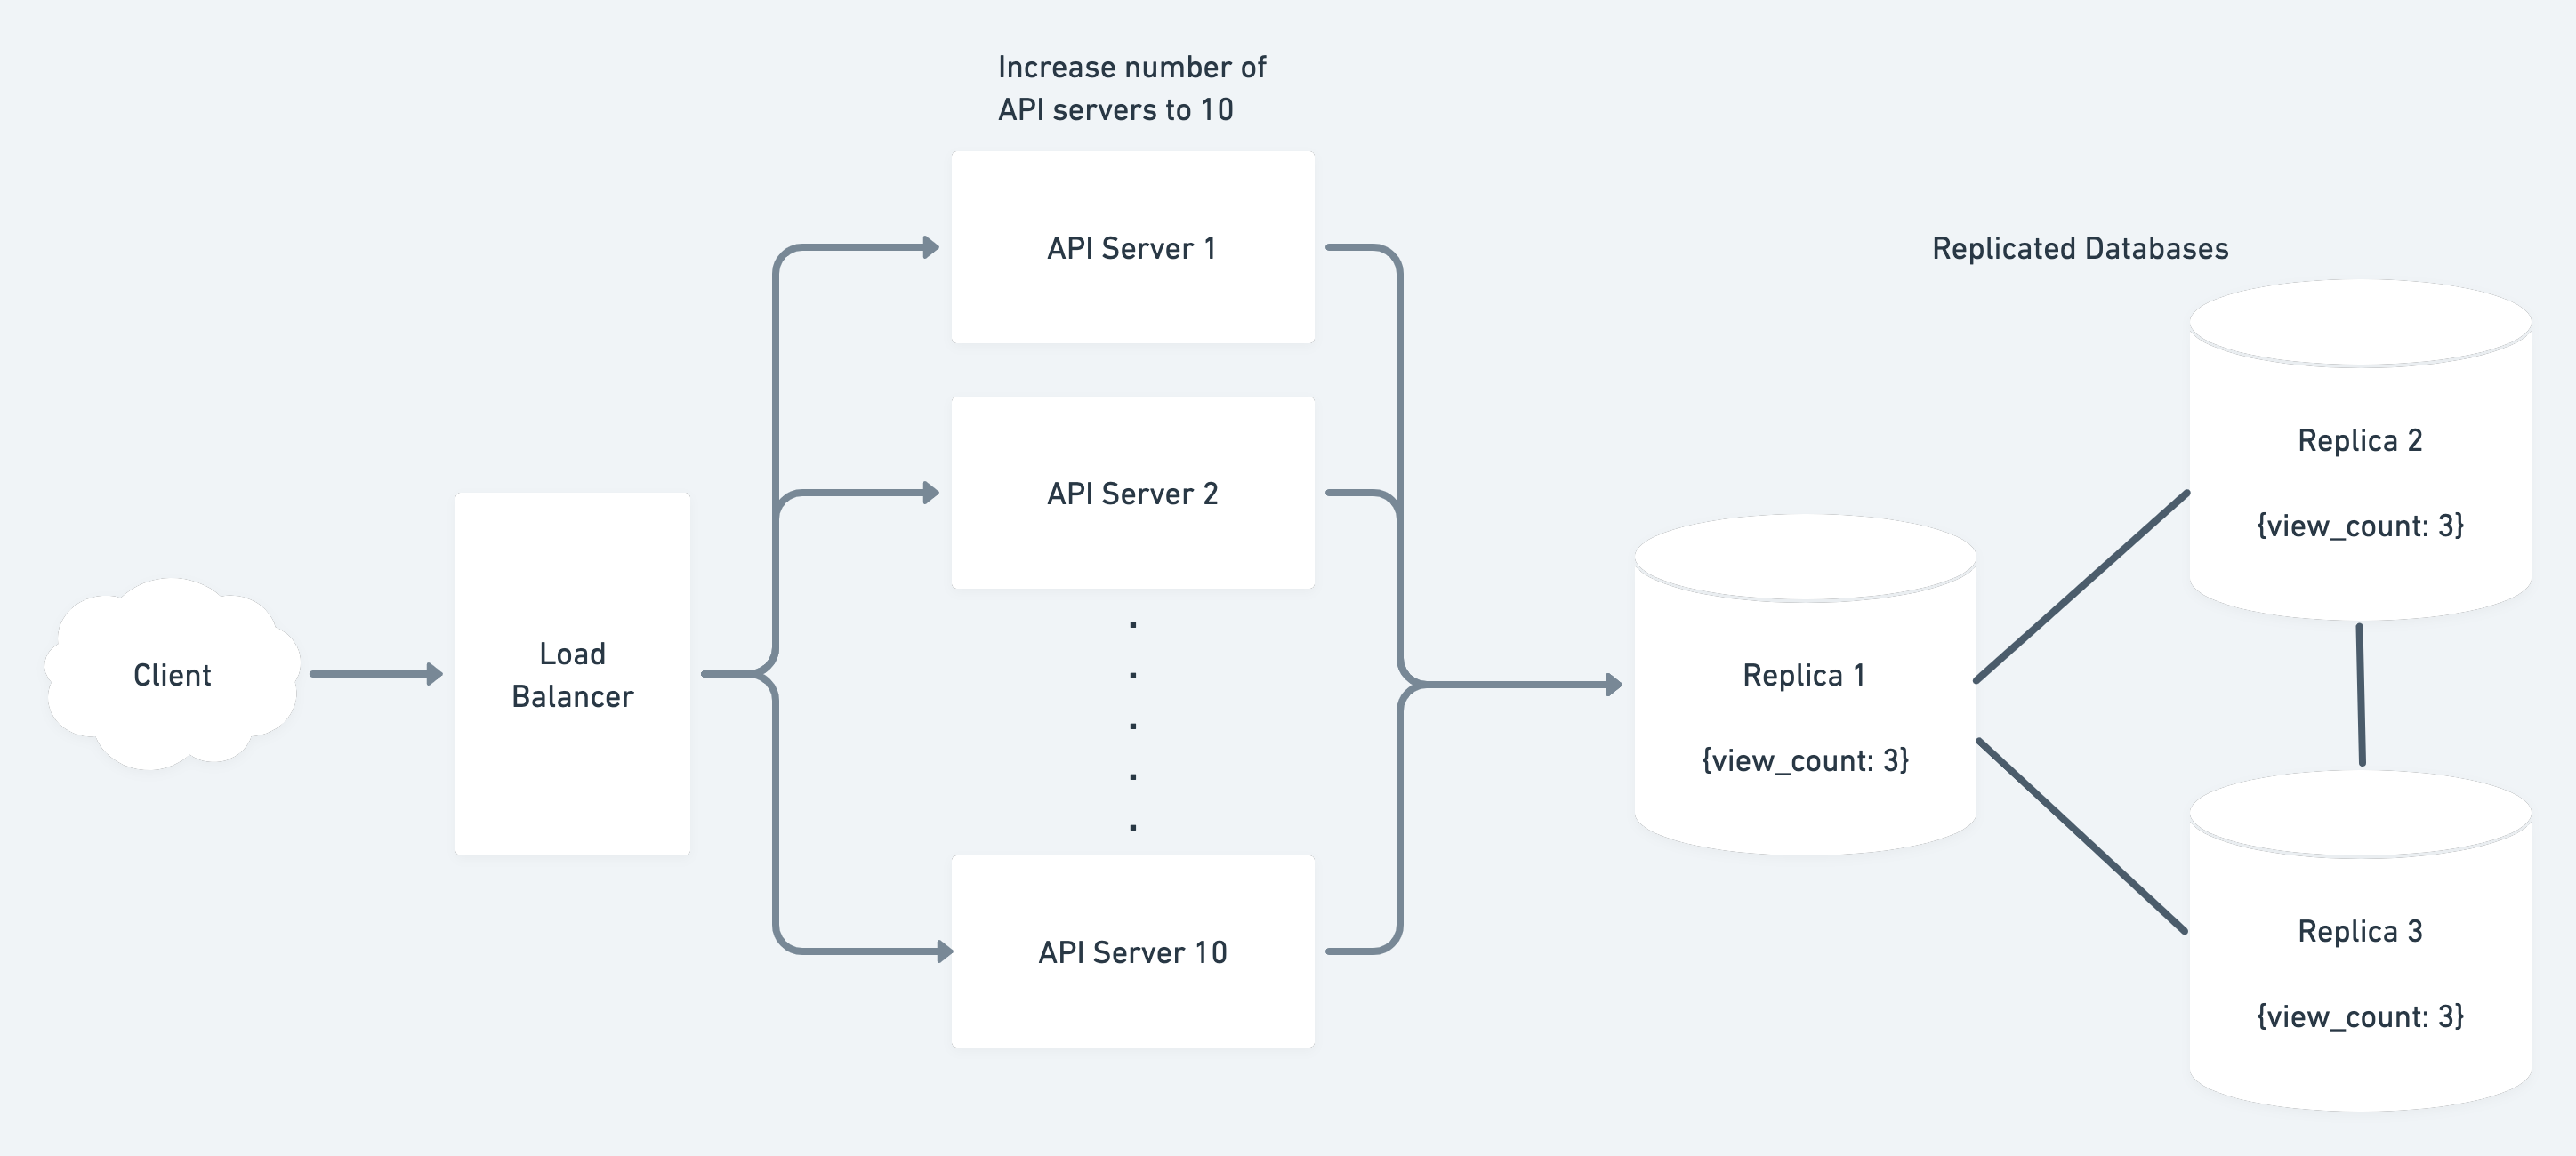 Increase number of
API servers to 10
API Server 1
API Server 2
.
.
.
.
.
API Server 10
Client
Load
Balancer
Replicated Databases
Replica 1
{view_count: 3}
Replica 2
{view_count: 3}
Replica 3
{view_count: 3}